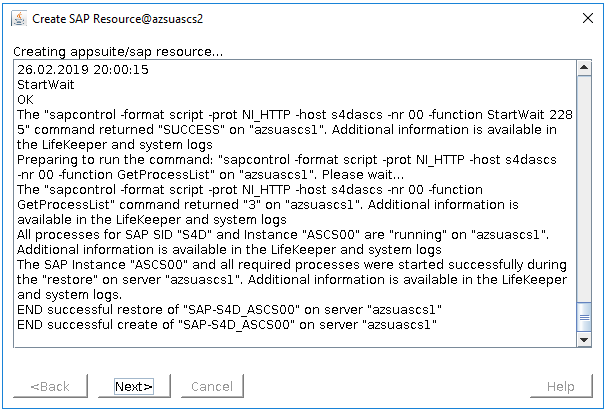 Create SAP Resource@azsuascs2
Creating appsuite/sap resource...
26.02.2019 20:00:15
StartWait
OK
The "sapcontrol -format script -prot NI_HTTP -host s4dascs -nr 00 -function StartWait 228
5" command returned "SUCCESS" on "azsuascs1". Additional information is available in
the LifeKeeper and system logs
Preparing to run the command: "sapcontrol -format script -prot NI_HTTP -host s4dascs
-nr 00 -function GetProcessList" on "azsuascs1". Please wait...
The "sapcontrol -format script -prot NI_HTTP -host s4dascs -nr 00 -function
GetProcessList" command returned "3" on "azsuascs1". Additional information is
available in the LifeKeeper and system logs
All processes for SAP SID "S4D" and Instance "ASCS00" are "running" on "azsuascs1".
Additional information is available in the LifeKeeper and system logs
The SAP Instance "ASCS00" and all required processes were started successfully during
the "restore" on server "azsuascs1". Additional information is available in the LifeKeeper
and system logs.
END successful restore of "SAP-S4D_ASCS00" on server "azsuascs1"
END successful create of "SAP-S4D_ASCS00" on server "azsuascs1"
<Back
Next>
Cancel
Help